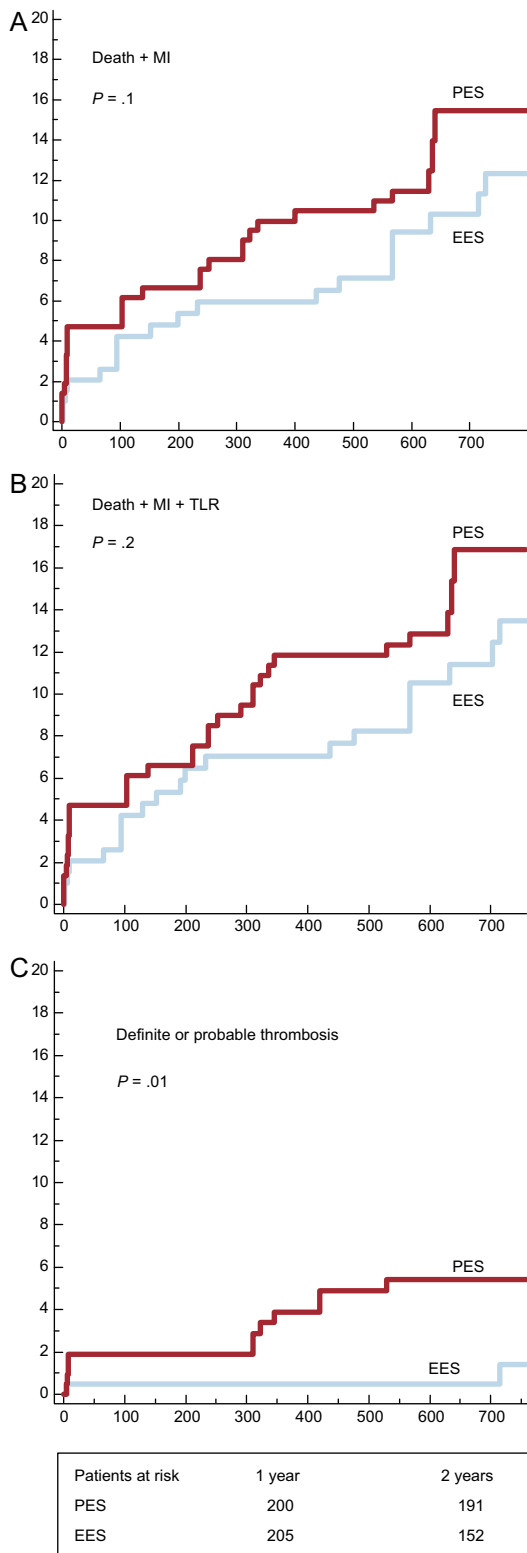 A
20
18
16
14
12
10
8
6
4
2
0
Death + MI
P = .1
PES
EES
0 100 200 300 400 500 600 700
B
20
18
16
14
12
10
8
6
4
2
0
Death + MI + TLR
P = .2
PES
EES
0 100 200 300 400 500 600 700
C
20
18
16
14
12
10
8
6
4
2
0
Definite or probable thrombosis
P = .01
PES
EES
0 100 200 300 400 500 600 700
Patients at risk 1 year 2 years
PES 200 191
EES 205 152